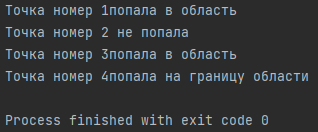 Точка номер 1попала в область
Точка номер 2 не попала
Точка номер 3попала в область
Точка номер 4попала на границу области
Process finished with exit code 0